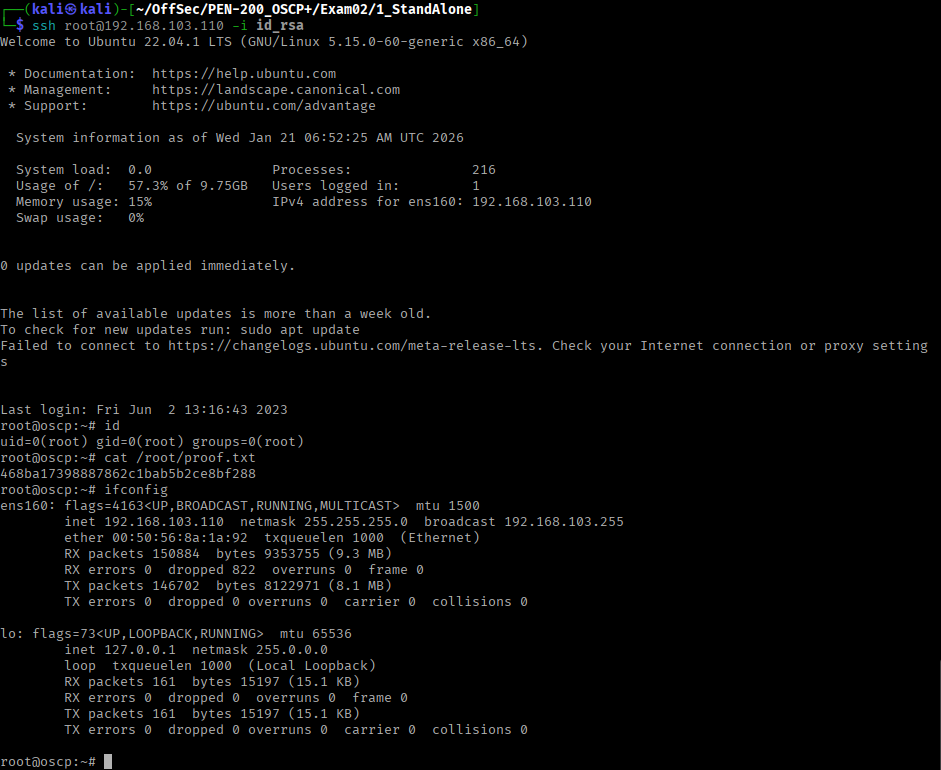 ┌──(kali㉿kali)-[~/OffSec/PEN-200_OSCP+/Exam02/1_StandAlone]
└─$ ssh root@192.168.103.110 -i id_rsa
Welcome to Ubuntu 22.04.1 LTS (GNU/Linux 5.15.0-60-generic x86_64)

 * Documentation:  https://help.ubuntu.com
 * Management:     https://landscape.canonical.com
 * Support:        https://ubuntu.com/advantage

  System information as of Wed Jan 21 06:52:25 AM UTC 2026

  System load:  0.0               Processes:               216
  Usage of /:   57.3% of 9.75GB   Users logged in:         1
  Memory usage: 15%               IPv4 address for ens160: 192.168.103.110
  Swap usage:   0%


0 updates can be applied immediately.


The list of available updates is more than a week old.
To check for new updates run: sudo apt update
Failed to connect to https://changelogs.ubuntu.com/meta-release-lts. Check your Internet connection or proxy setting
s


Last login: Fri Jun  2 13:16:43 2023
root@oscp:~# id
uid=0(root) gid=0(root) groups=0(root)
root@oscp:~# cat /root/proof.txt
468ba17398887862c1bab5b2ce8bf288
root@oscp:~# ifconfig
ens160: flags=4163<UP,BROADCAST,RUNNING,MULTICAST>  mtu 1500
        inet 192.168.103.110  netmask 255.255.255.0  broadcast 192.168.103.255
        ether 00:50:56:8a:1a:92  txqueuelen 1000  (Ethernet)
        RX packets 150884  bytes 9353755 (9.3 MB)
        RX errors 0  dropped 822  overruns 0  frame 0
        TX packets 146702  bytes 8122971 (8.1 MB)
        TX errors 0  dropped 0 overruns 0  carrier 0  collisions 0

lo: flags=73<UP,LOOPBACK,RUNNING>  mtu 65536
        inet 127.0.0.1  netmask 255.0.0.0
        loop  txqueuelen 1000  (Local Loopback)
        RX packets 161  bytes 15197 (15.1 KB)
        RX errors 0  dropped 0  overruns 0  frame 0
        TX packets 161  bytes 15197 (15.1 KB)
        TX errors 0  dropped 0 overruns 0  carrier 0  collisions 0

root@oscp:~#